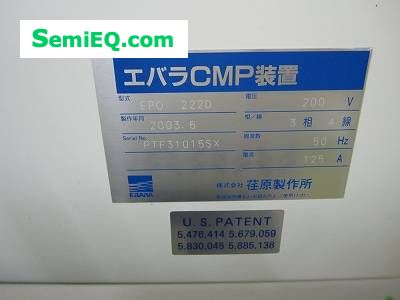 SemiEQ.com
エバラCMP装置
型式 EPO 222D 電圧 200 V
製作年月 2003.6 相/線 3 相 4 線
Serial No. PTF31015SX 周波数 50 Hz
電流 125 A
EBARA 株式会社 荏原製作所
U.S. PATENT
5,476,414 5,679,059
5,830,045 5,885,138